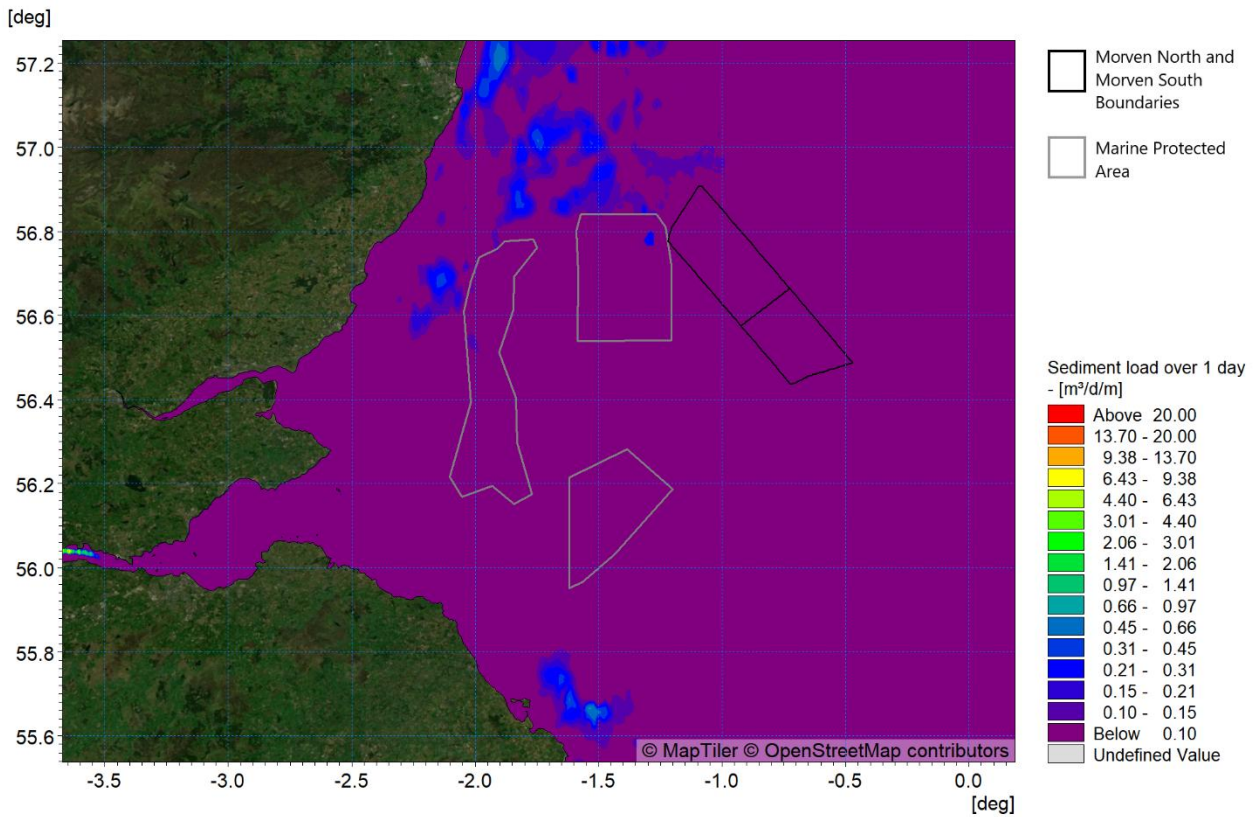 [deg]
57.2
57.0
56.8
56.6
56.4
56.2
56.0
55.8
55.6
-3.5
-3.0
-2.5
-2.0
-1.5
-1.0
-0.5
0.0
[deg]
© MapTiler © OpenStreetMap contributors
Morven North and
Morven South
Boundaries
Marine Protected
Area
Sediment load over 1 day
- [m³/d/m]
Above 20.00
13.70 - 20.00
9.38 - 13.70
6.43 - 9.38
4.40 - 6.43
3.01 - 4.40
2.06 - 3.01
1.41 - 2.06
0.97 - 1.41
0.66 - 0.97
0.45 - 0.66
0.31 - 0.45
0.21 - 0.31
0.15 - 0.21
0.10 - 0.15
Below 0.10
Undefined Value